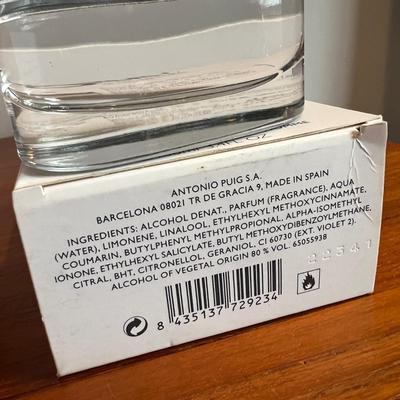 ANTONIO PUIG S.A.
BARCELONA 08021 TR DE GRACIA 9, MADE IN SPAIN
INGREDIENTS: ALCOHOL DENAT., PARFUM (FRAGRANCE), AQUA
(WATER), LIMONENE, LINALOOL, ETHYLHEXYL METHOXYCINNAMATE,
COUMARIN, BUTYLPHENYL METHYLPROPIONAL, ALPHA-ISOMETHYL
IONONE, ETHYLHEXYL SALICYLATE, BUTYL METHOXYDIBENZOYLMETHANE,
CITRAL, BHT, CITRONELLOL, GERANIOL, CI 60730 (EXT. VIOLET 2).
ALCOHOL OF VEGETAL ORIGIN 80 % VOL. 6505593B
22341
8 435137 729234